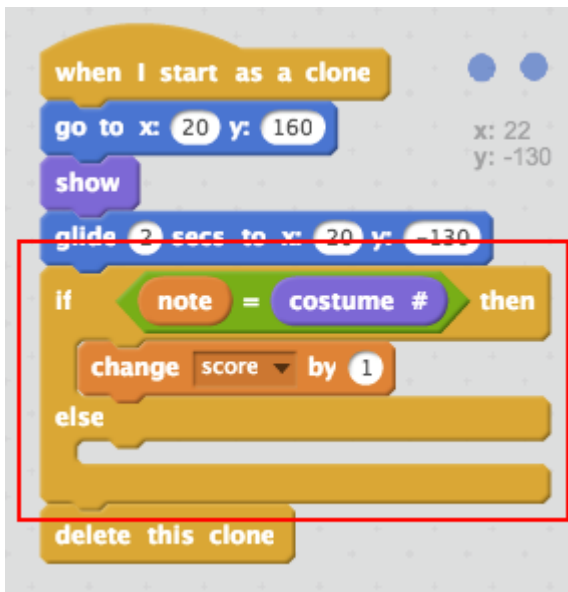 when I start as a clone
go to x: 20 y: 160
x: 22
y: -130
show
glide 2 secs to x: 20 y: -130
if note = costume # then
change score by 1
else
delete this clone